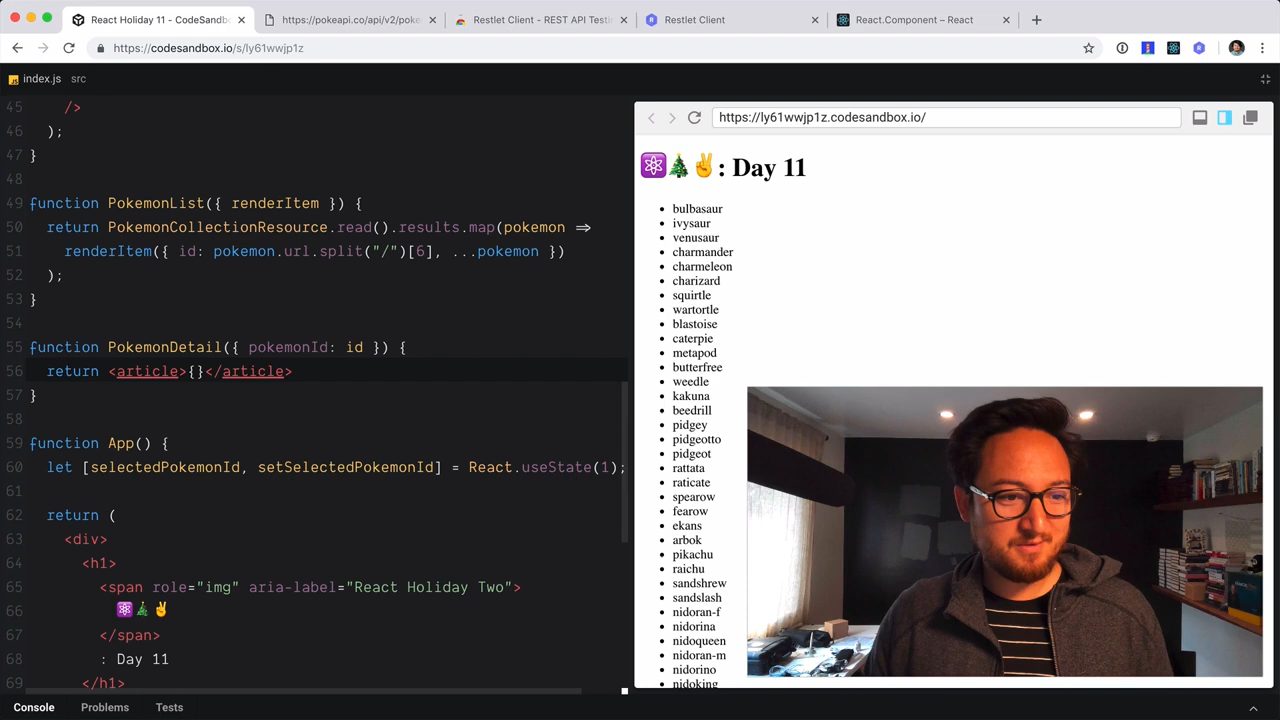 React Holiday 11 - CodeSandbo
https://pokeapi.co/api/v2/poke
Restlet Client - REST API Testi
Restlet Client
React.Component – React
https://codesandbox.io/s/ly61wwjp1z
index.js src
45 />
46 );
47 }
48
49 function PokemonList({ renderItem }) {
50 return PokemonCollectionResource.read().results.map(pokemon ⇒
51 renderItem({ id: pokemon.url.split("/")[6], ...pokemon })
52 );
53 }
54
55 function PokemonDetail({ pokemonId: id }) {
56 return <article>{}</article>
57 }
58
59 function App() {
60 let [selectedPokemonId, setSelectedPokemonId] = React.useState(1);
61
62 return (
63 <div>
64 <h1>
65 <span role="img" aria-label="React Holiday Two">
66 ⚛️🎄✌️
67 </span>
68 : Day 11
69 </h1>
Console Problems Tests
https://ly61wwjp1z.codesandbox.io/
⚛️🎄✌️: Day 11
• bulbasaur
• ivysaur
• venusaur
• charmander
• charmeleon
• charizard
• squirtle
• wartortle
• blastoise
• caterpie
• metapod
• butterfree
• weedle
• kakuna
• beedrill
• pidgey
• pidgeotto
• pidgeot
• rattata
• raticate
• spearow
• fearow
• ekans
• arbok
• pikachu
• raichu
• sandshrew
• sandslash
• nidoran-f
• nidorina
• nidoqueen
• nidoran-m
• nidorino
• nidoking